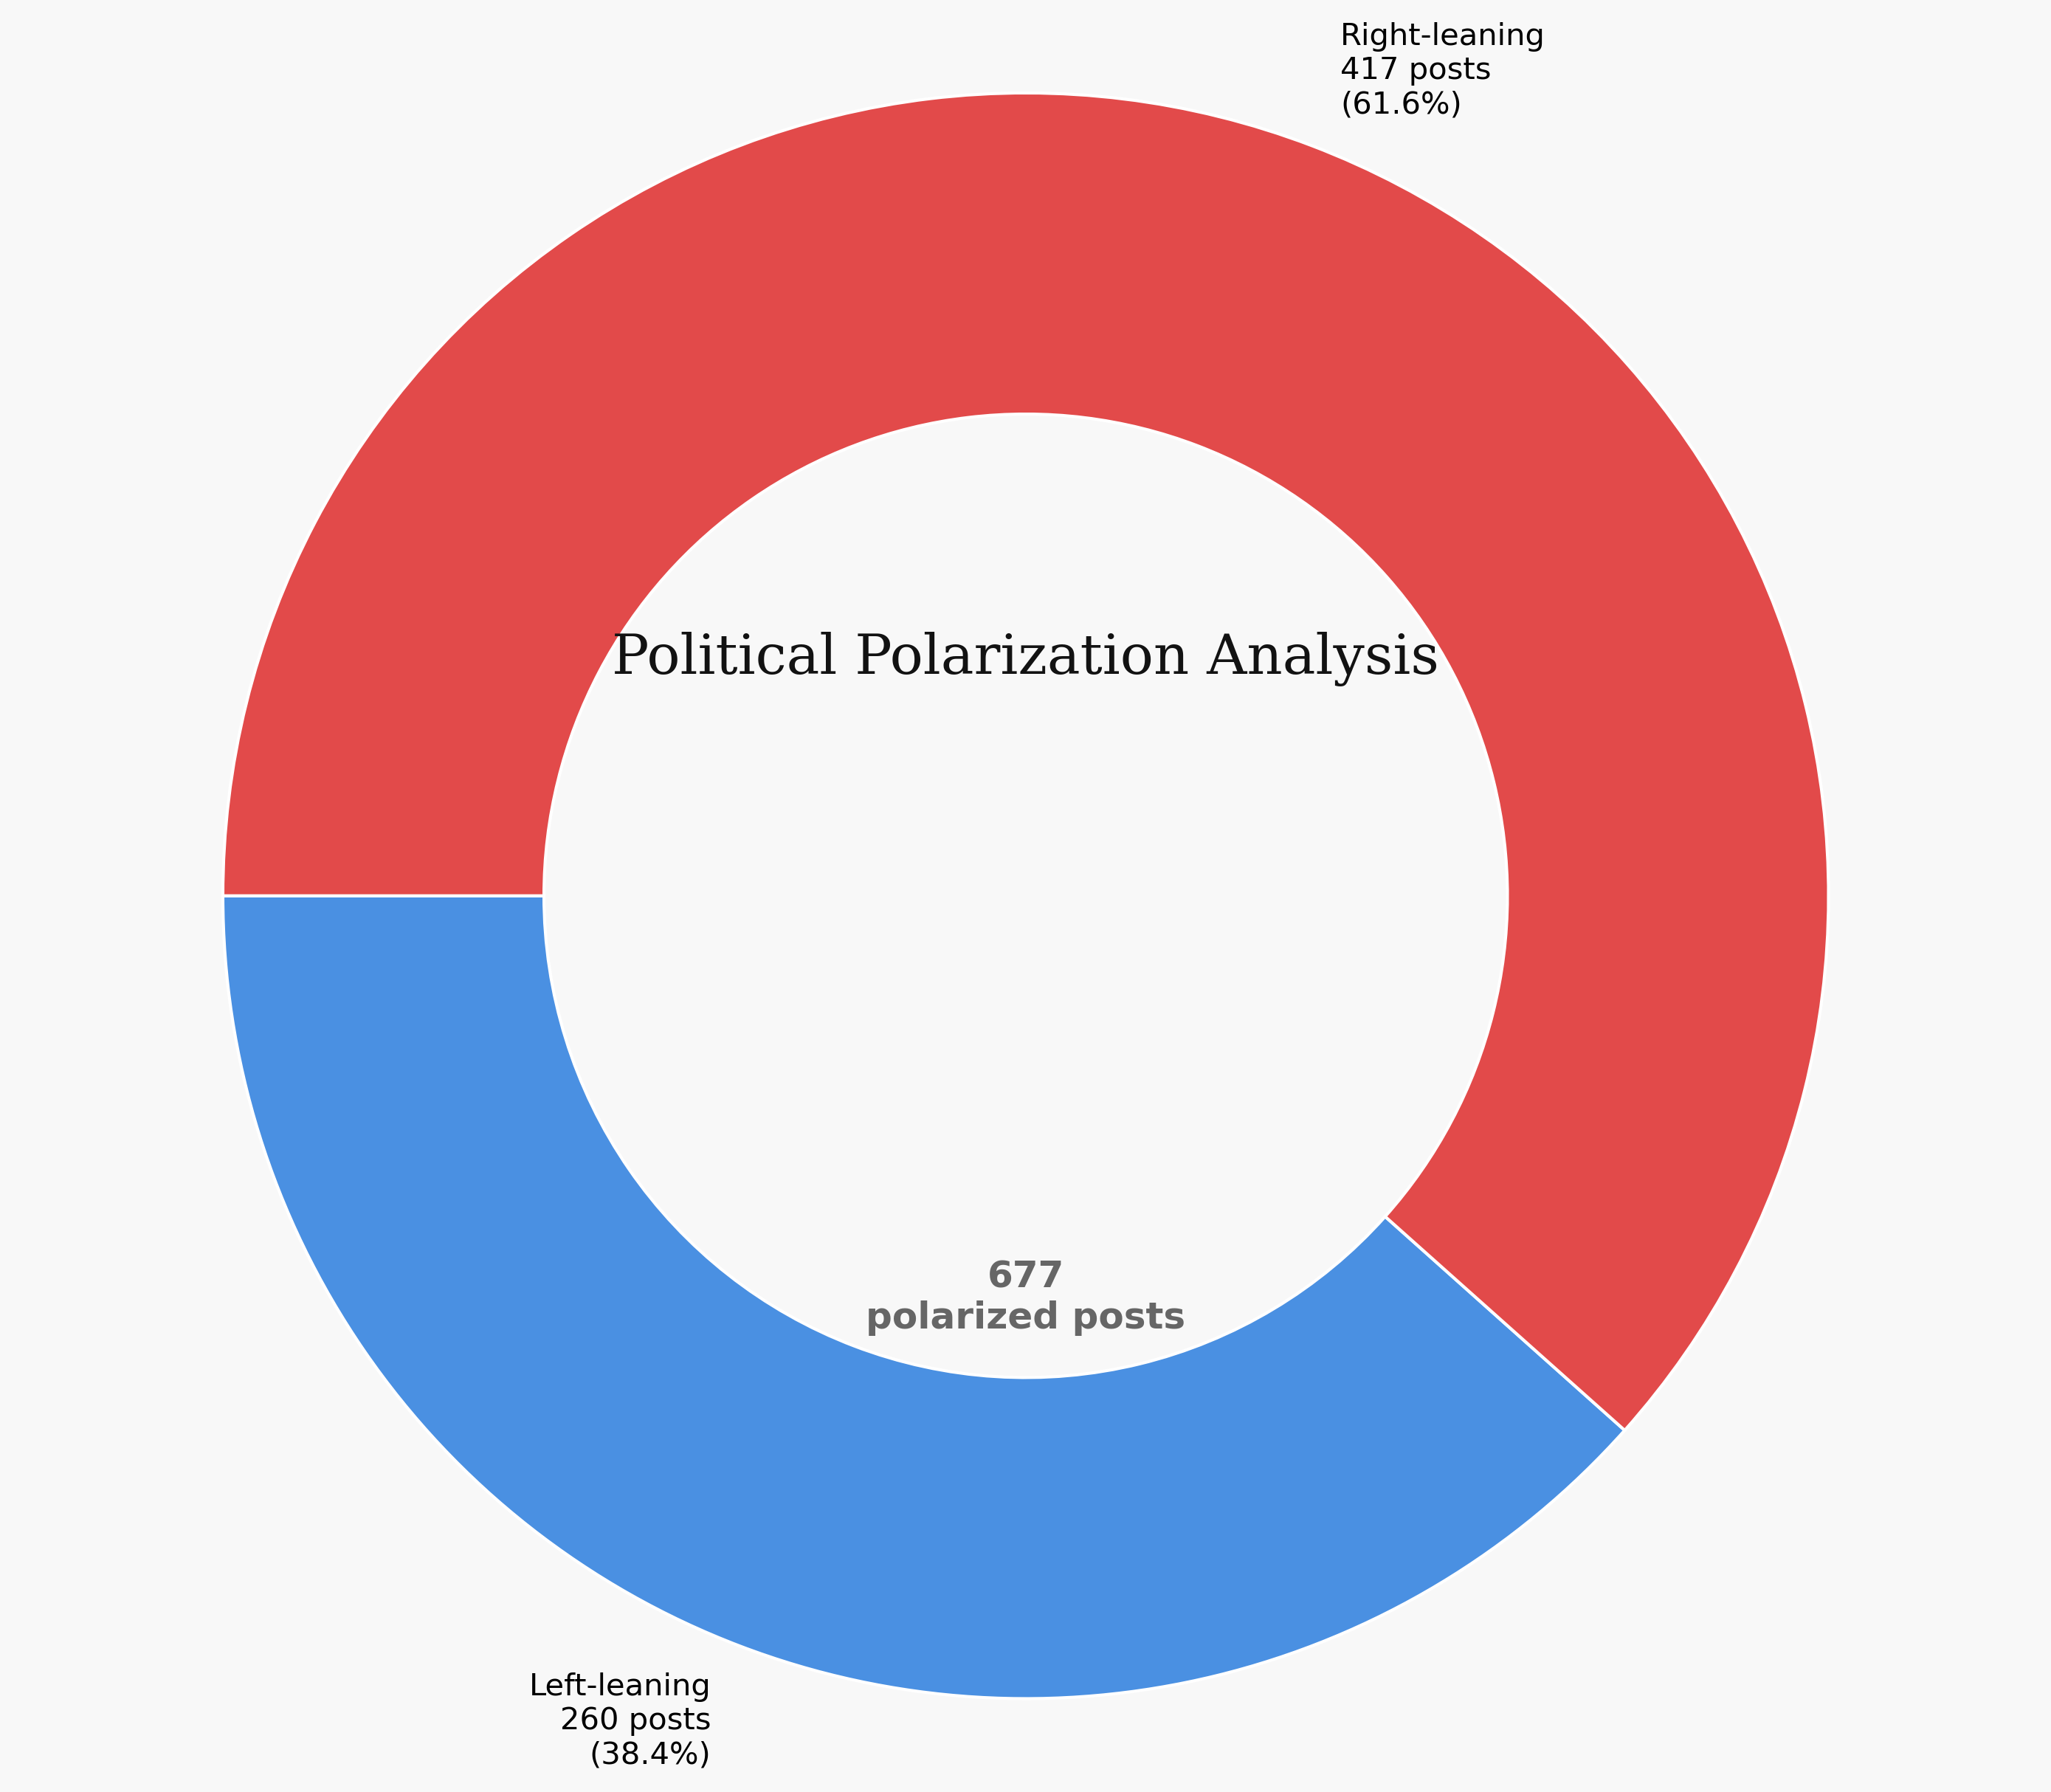 Right-leaning
417 posts
(61.6%)
Political Polarization Analysis
677
polarized posts
Left-leaning
260 posts
(38.4%)